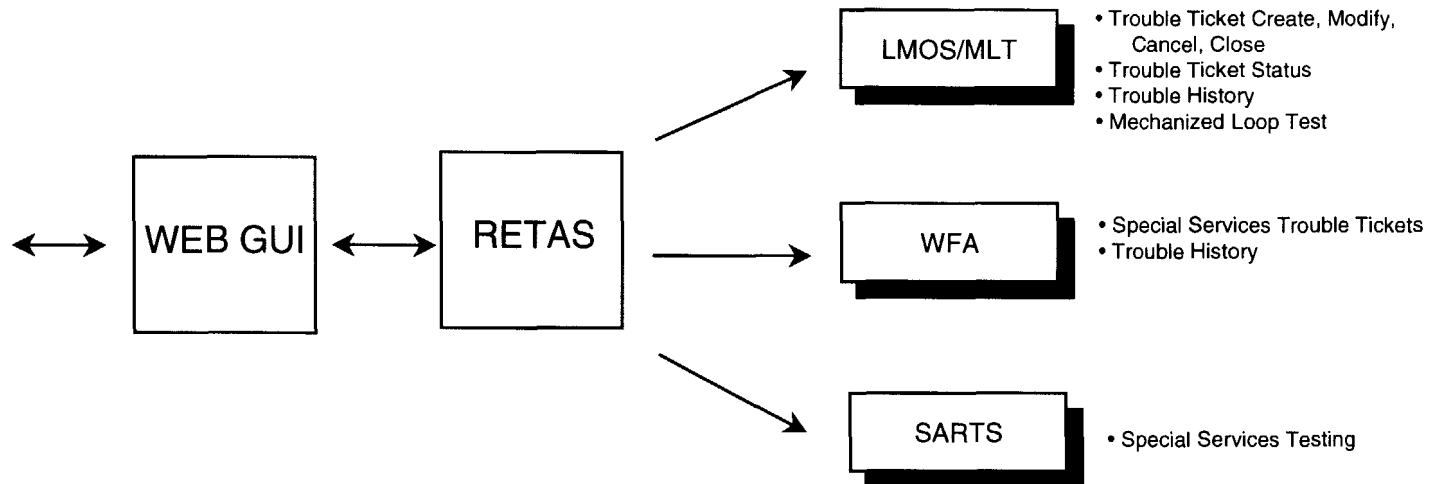 WEB GUI
RETAS
LMOS/MLT
• Trouble Ticket Create, Modify,
Cancel, Close
• Trouble Ticket Status
• Trouble History
• Mechanized Loop Test
WFA
• Special Services Trouble Tickets
• Trouble History
SARTS
• Special Services Testing